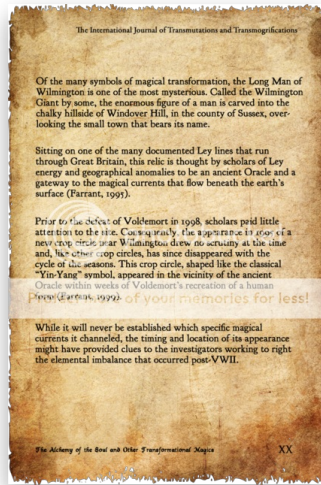 The International Journal of Transmutations and Transmogrifications
Of the many symbols of magical transformation, the Long Man of
Wilmington is one of the most mysterious. Called the Wilmington
Giant by some, the enormous figure of a man is carved into the
chalky hillside of Windover Hill, in the county of Sussex, over-
looking the small town that bears its name.
Sitting on one of the many documented Ley lines that run
through Great Britain, this relic is thought by scholars of Ley
energy and geographical anomalies to be an ancient Oracle and a
gateway to the magical currents that flow beneath the earth's
surface (Farrant, 1995).
Prior to the defeat of Voldemort in 1998, scholars paid little
attention to the site. Consequently, the appearance in 1997 of a
new crop circle near Wilmington drew no scrutiny at the time
and, like other crop circles, has since disappeared with the
cycle of the seasons. This crop circle, shaped like the classical
"Yin-Yang" symbol, appeared in the vicinity of the ancient
Oracle within weeks of Voldemort's recreation of a human
(Farrant, 1999).
of your memories for less!
While it will never be established which specific magical
currents it channeled, the timing and location of its appearance
might have provided clues to the investigators working to right
the elemental imbalance that occurred post-VWII.
The Alchemy of the Soul and Other Transformational Magics
XX